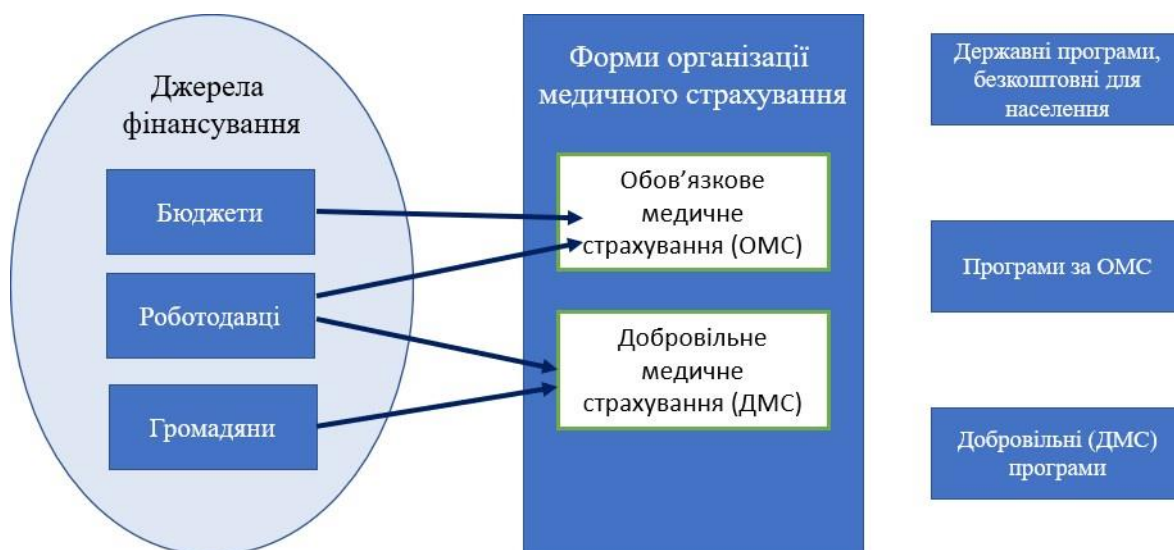 Джерела
фінансування
Бюджети
Роботодавці
Громадяни
Форми організації
медичного страхування
Обов’язкове
медичне
страхування (ОМС)
Добровільне
медичне
страхування (ДМС)
Державні програми,
безкоштовні для
населення
Програми за ОМС
Добровільні (ДМС)
програми